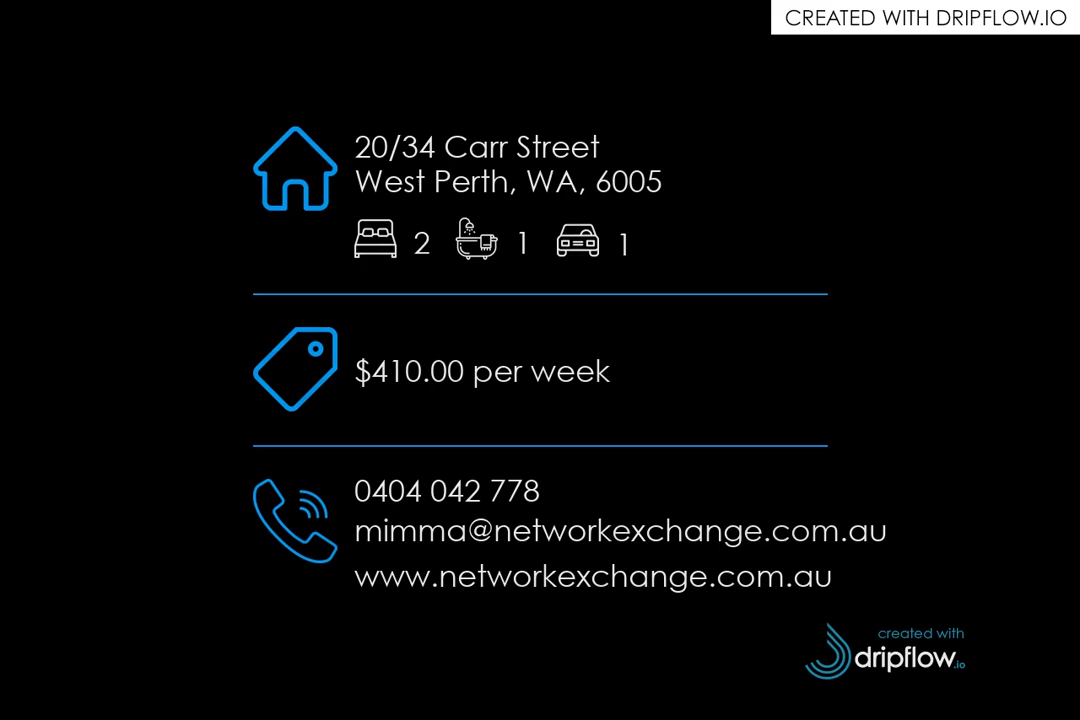 CREATED WITH DRIPFLOW.IO
20/34 Carr Street
West Perth, WA, 6005
2 1 1
$410.00 per week
0404 042 778
mimma@networkexchange.com.au
www.networkexchange.com.au
created with
dripflow.io